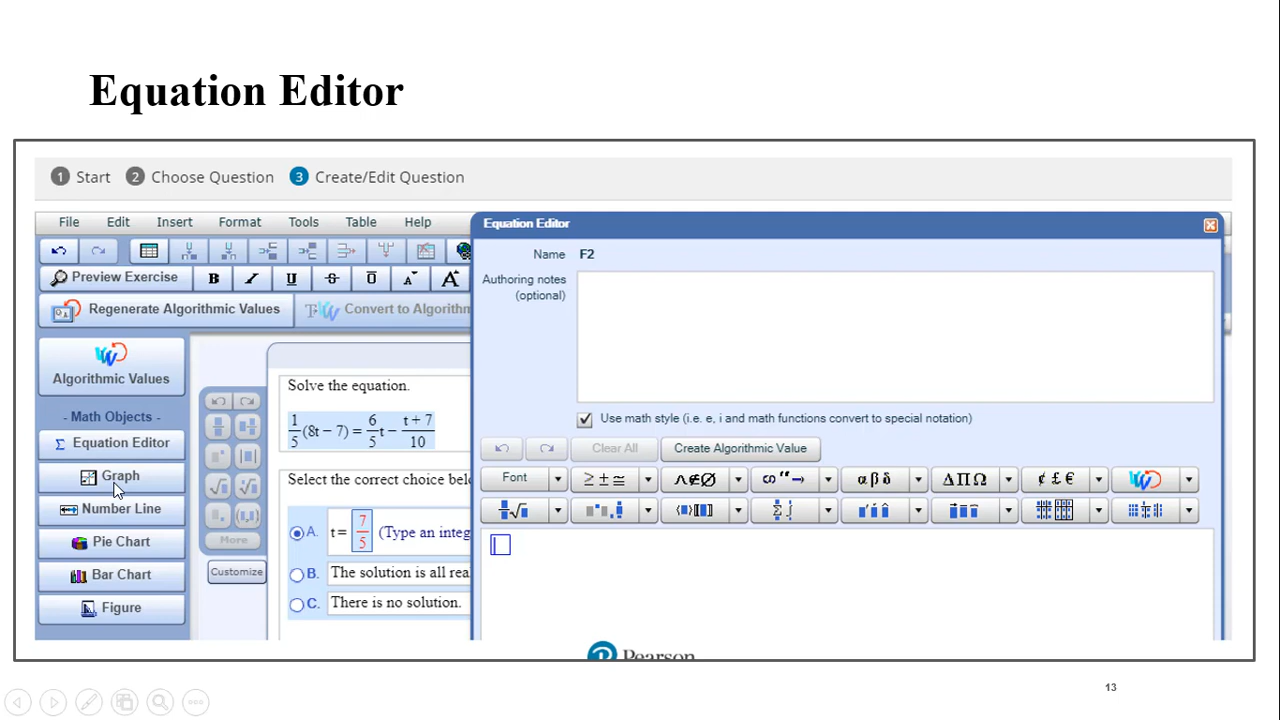 Equation Editor
1 Start 2 Choose Question 3 Create/Edit Question
File Edit Insert Format Tools Table Help
Equation Editor
Name F2
Authoring notes
(optional)
Preview Exercise B I U S O A A
Regenerate Algorithmic Values Convert to Algorithm
Algorithmic Values
- Math Objects -
Σ Equation Editor
Graph
Number Line
Pie Chart
Bar Chart
Figure
More
Customize
Solve the equation.
1/5 (8t − 7) = 6/5 t − (t + 7)/10
Select the correct choice belo
A. t = 7/5 (Type an integ
B. The solution is all rea
C. There is no solution.
Use math style (i.e. e, i and math functions convert to special notation)
Clear All Create Algorithmic Value
Font ≥ ± ≅ α β δ Δ Π Ω ¢ £ €
Pearson
13